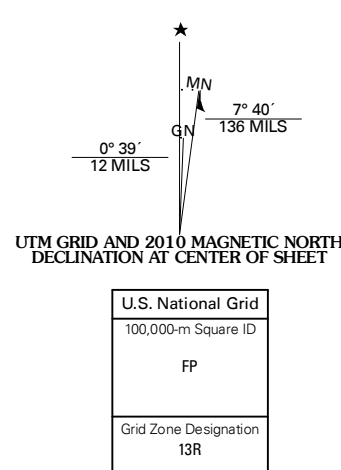 MN
GN
7° 40´
136 MILS
0° 39´
12 MILS
UTM GRID AND 2010 MAGNETIC NORTH
DECLINATION AT CENTER OF SHEET
U.S. National Grid
100,000-m Square ID
FP
Grid Zone Designation
13R